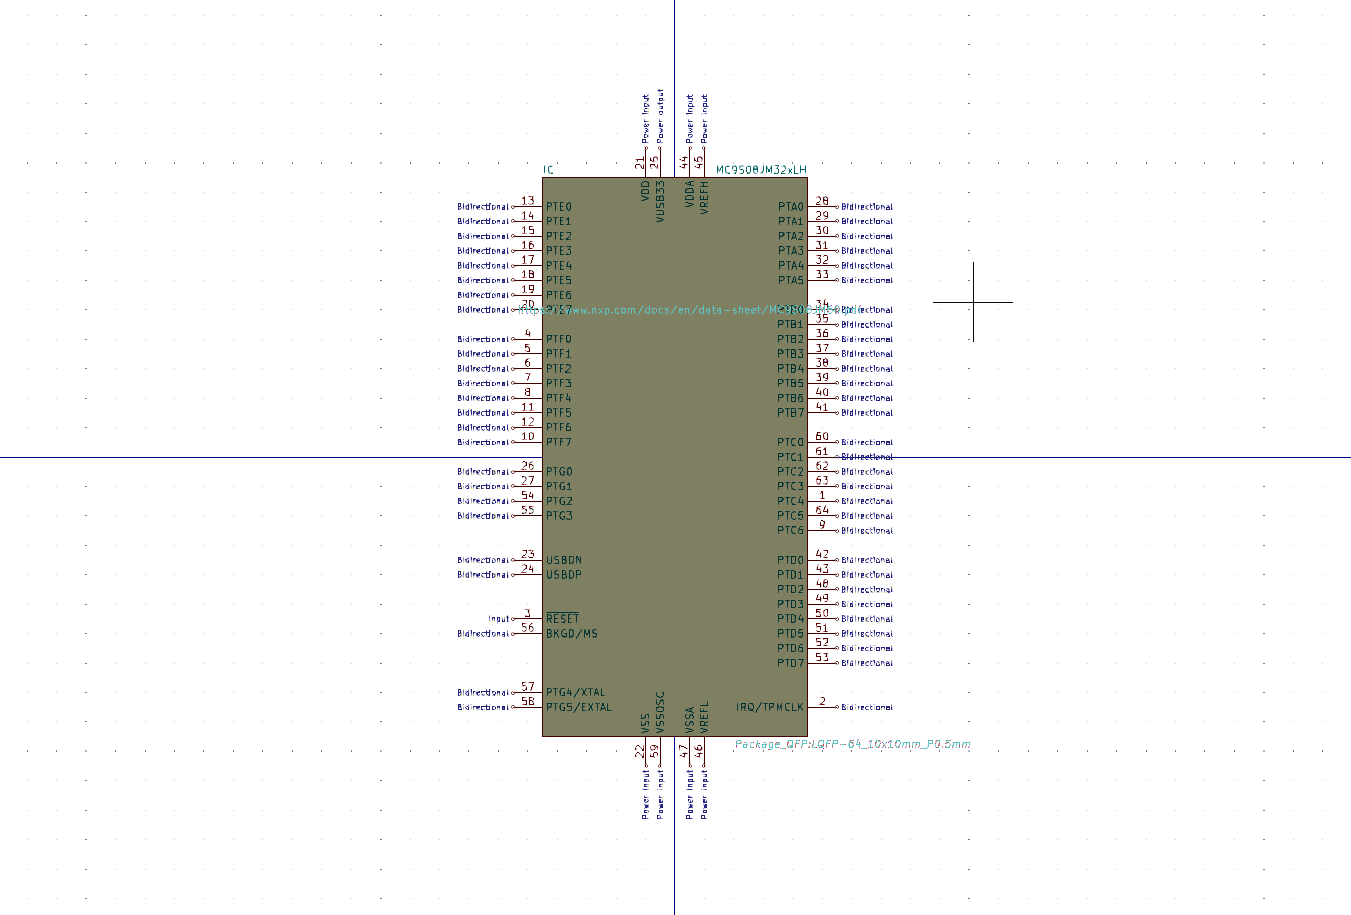 Power Input Power output Power Input Power input
21 25 44 45
IC MC9S08JM32xLH
VDD VUSB33 VDDA VREFH
Bidirectional 13 PTE0 PTA0 28 Bidirectional
Bidirectional 14 PTE1 PTA1 29 Bidirectional
Bidirectional 15 PTE2 PTA2 30 Bidirectional
Bidirectional 16 PTE3 PTA3 31 Bidirectional
Bidirectional 17 PTE4 PTA4 32 Bidirectional
Bidirectional 18 PTE5 PTA5 33 Bidirectional
Bidirectional 19 PTE6
Bidirectional 20 PTE7 34 Bidirectional
https://www.nxp.com/docs/en/data-sheet/MC9S08JM60.pdf
PTB1 35 Bidirectional
Bidirectional 4 PTF0 PTB2 36 Bidirectional
Bidirectional 5 PTF1 PTB3 37 Bidirectional
Bidirectional 6 PTF2 PTB4 38 Bidirectional
Bidirectional 7 PTF3 PTB5 39 Bidirectional
Bidirectional 8 PTF4 PTB6 40 Bidirectional
Bidirectional 11 PTF5 PTB7 41 Bidirectional
Bidirectional 12 PTF6
Bidirectional 10 PTF7 PTC0 60 Bidirectional
PTC1 61 Bidirectional
Bidirectional 26 PTG0 PTC2 62 Bidirectional
Bidirectional 27 PTG1 PTC3 63 Bidirectional
Bidirectional 54 PTG2 PTC4 1 Bidirectional
Bidirectional 55 PTG3 PTC5 64 Bidirectional
PTC6 9 Bidirectional
Bidirectional 23 USBDN PTD0 42 Bidirectional
Bidirectional 24 USBDP PTD1 43 Bidirectional
PTD2 48 Bidirectional
PTD3 49 Bidirectional
Input 3 RESET PTD4 50 Bidirectional
Bidirectional 56 BKGD/MS PTD5 51 Bidirectional
PTD6 52 Bidirectional
PTD7 53 Bidirectional
Bidirectional 57 PTG4/XTAL
Bidirectional 58 PTG5/EXTAL IRQ/TPMCLK 2 Bidirectional
VSS VSSOSC VSSA VREFL
Package_QFP:LQFP-64_10x10mm_P0.5mm
22 59 47 46
Power Input Power input Power Input Power input